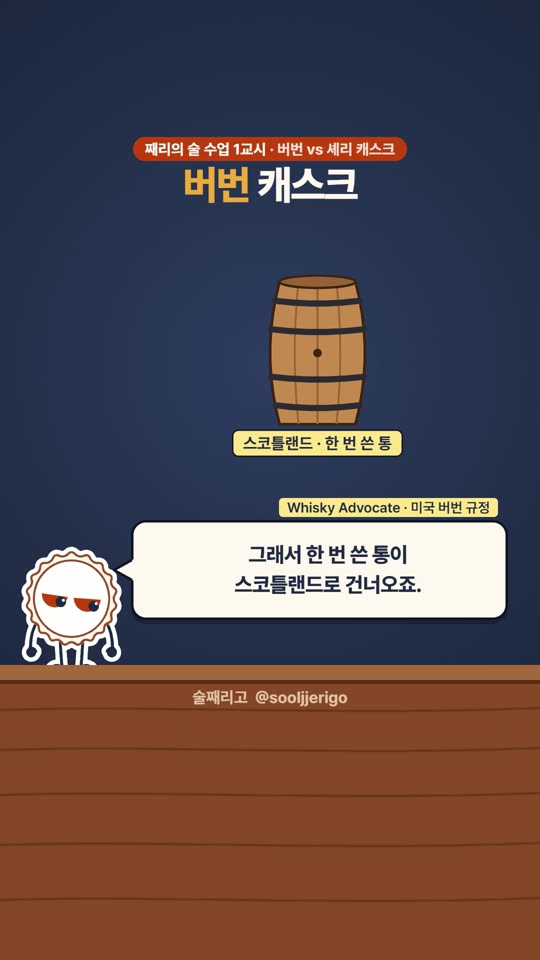 째리의 술 수업 1교시 · 버번 vs 셰리 캐스크
버번 캐스크
스코틀랜드 · 한 번 쓴 통
Whisky Advocate · 미국 버번 규정
그래서 한 번 쓴 통이
스코틀랜드로 건너오죠.
술째리고 @sooljjerigo